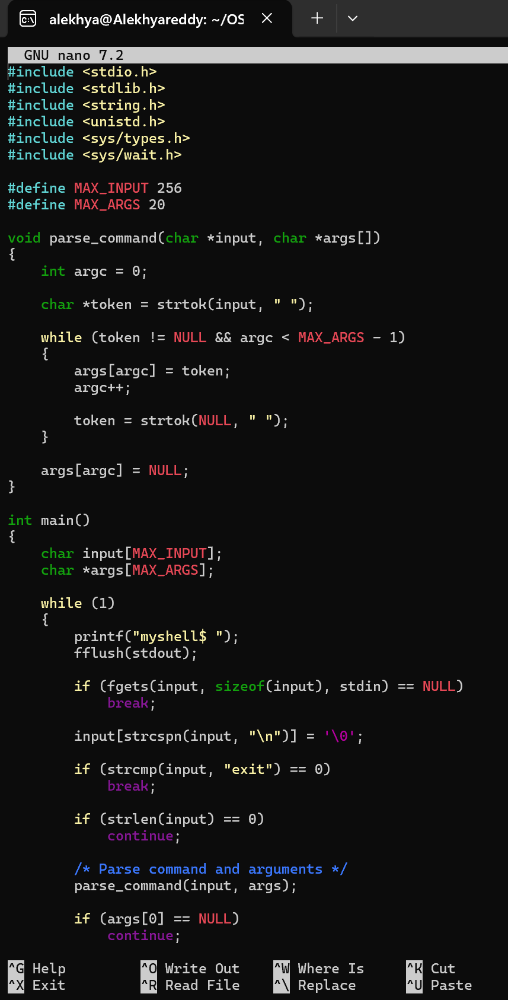 alekhya@Alekhyareddy: ~/OS
GNU nano 7.2
#include <stdio.h>
#include <stdlib.h>
#include <string.h>
#include <unistd.h>
#include <sys/types.h>
#include <sys/wait.h>

#define MAX_INPUT 256
#define MAX_ARGS 20

void parse_command(char *input, char *args[])
{
    int argc = 0;

    char *token = strtok(input, " ");

    while (token != NULL && argc < MAX_ARGS - 1)
    {
        args[argc] = token;
        argc++;

        token = strtok(NULL, " ");
    }

    args[argc] = NULL;
}

int main()
{
    char input[MAX_INPUT];
    char *args[MAX_ARGS];

    while (1)
    {
        printf("myshell$ ");
        fflush(stdout);

        if (fgets(input, sizeof(input), stdin) == NULL)
            break;

        input[strcspn(input, "\n")] = '\0';

        if (strcmp(input, "exit") == 0)
            break;

        if (strlen(input) == 0)
            continue;

        /* Parse command and arguments */
        parse_command(input, args);

        if (args[0] == NULL)
            continue;

^G Help ^O Write Out ^W Where Is ^K Cut
^X Exit ^R Read File ^\ Replace ^U Paste